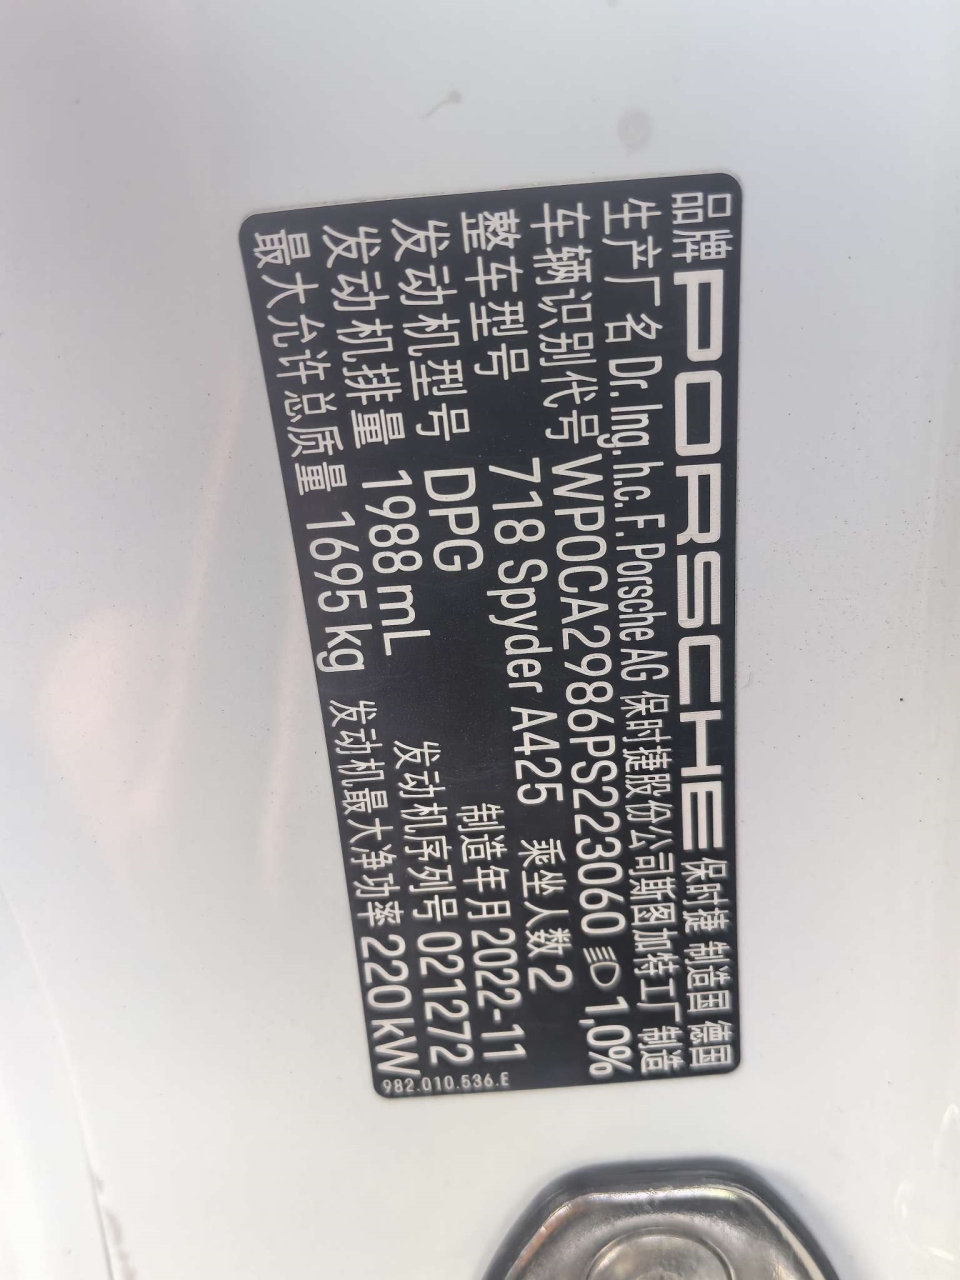 品牌 PORSCHE 保时捷 制造国 德国
生产厂名 Dr. Ing. h.c. F. Porsche AG 保时捷股份公司斯图加特工厂制造
车辆识别代号 WP0CA2986PS223060 1,0%
整车型号 718 Spyder A425 乘坐人数 2
发动机型号 DPG 制造年月 2022-11
发动机排量 1988 mL 发动机序列号 021272
最大允许总质量 1695 kg 发动机最大净功率 220 kW
982.010.536.E